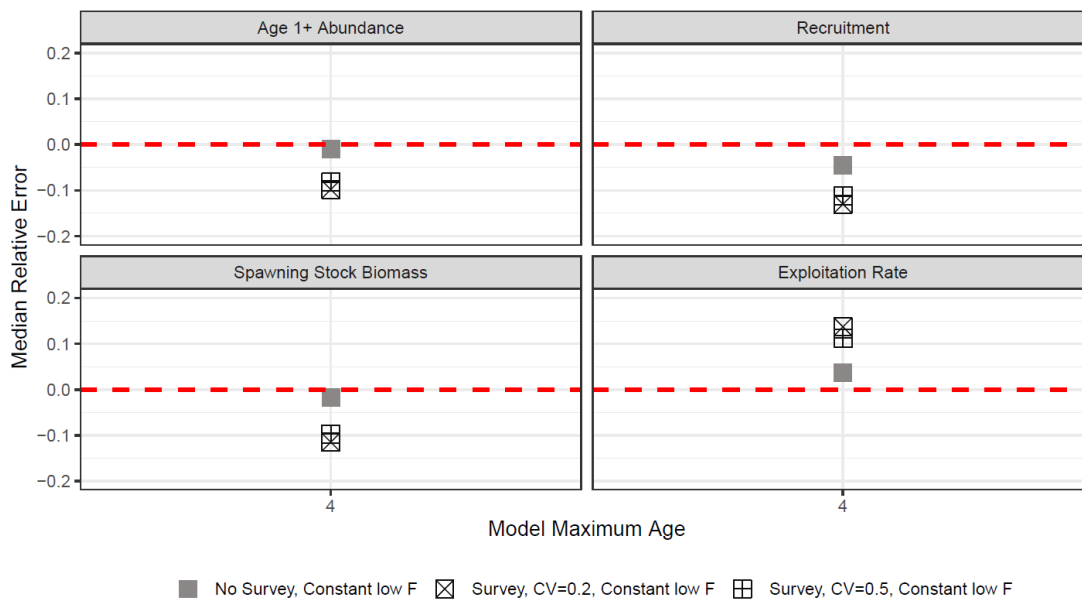 Age 1+ Abundance
Recruitment
0.2
0.1
0.0
−0.1
−0.2
Spawning Stock Biomass
Exploitation Rate
0.2
0.1
0.0
−0.1
−0.2
Median Relative Error
4
4
Model Maximum Age
No Survey, Constant low F
Survey, CV=0.2, Constant low F
Survey, CV=0.5, Constant low F